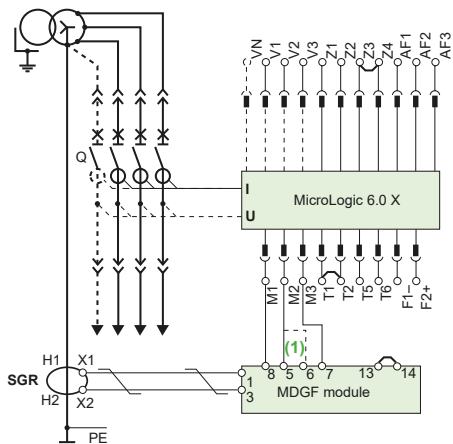 VN V1 V2 V3 Z1 Z2 Z3 Z4 AF1 AF2 AF3
Q
I
MicroLogic 6.0 X
U
M1 M2 M3 T1 T2 T5 T6 F1– F2+
(1)
H1 X1
8 5 6 7 13 14
SGR
1
MDGF module
H2 X2
3
PE